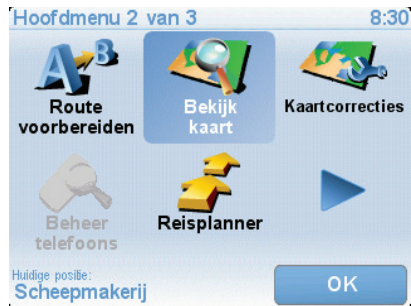 Hoofdmenu 2 van 3 8:30
A B
Route
voorbereiden
Bekijk
kaart
Kaartcorrecties
Beheer
telefoons
Reisplanner
Huidige positie:
Scheepmakerij
OK